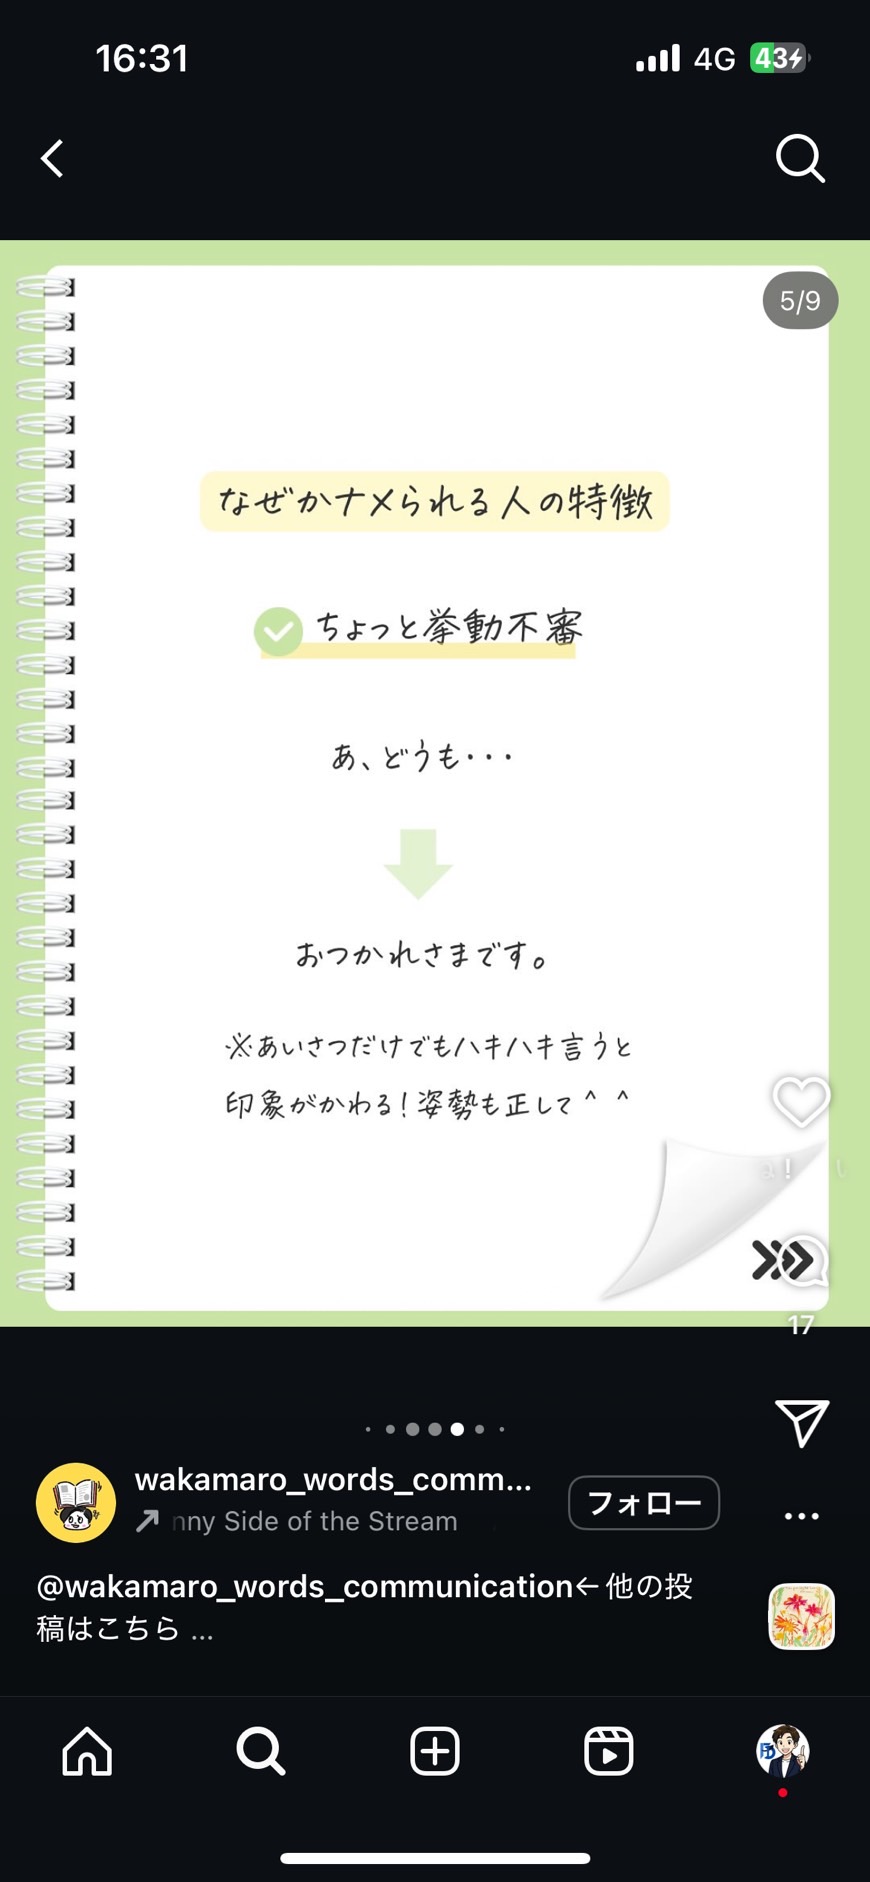 16:31
4G
43
5/9
なぜかナメられる人の特徴
ちょっと挙動不審
あ、どうも・・・
おつかれさまです。
※あいさつだけでもハキハキ言うと
印象がかわる！姿勢も正して＾＾
17
wakamaro_words_comm...
フォロー
nny Side of the Stream
@wakamaro_words_communication← 他の投
稿はこちら ...